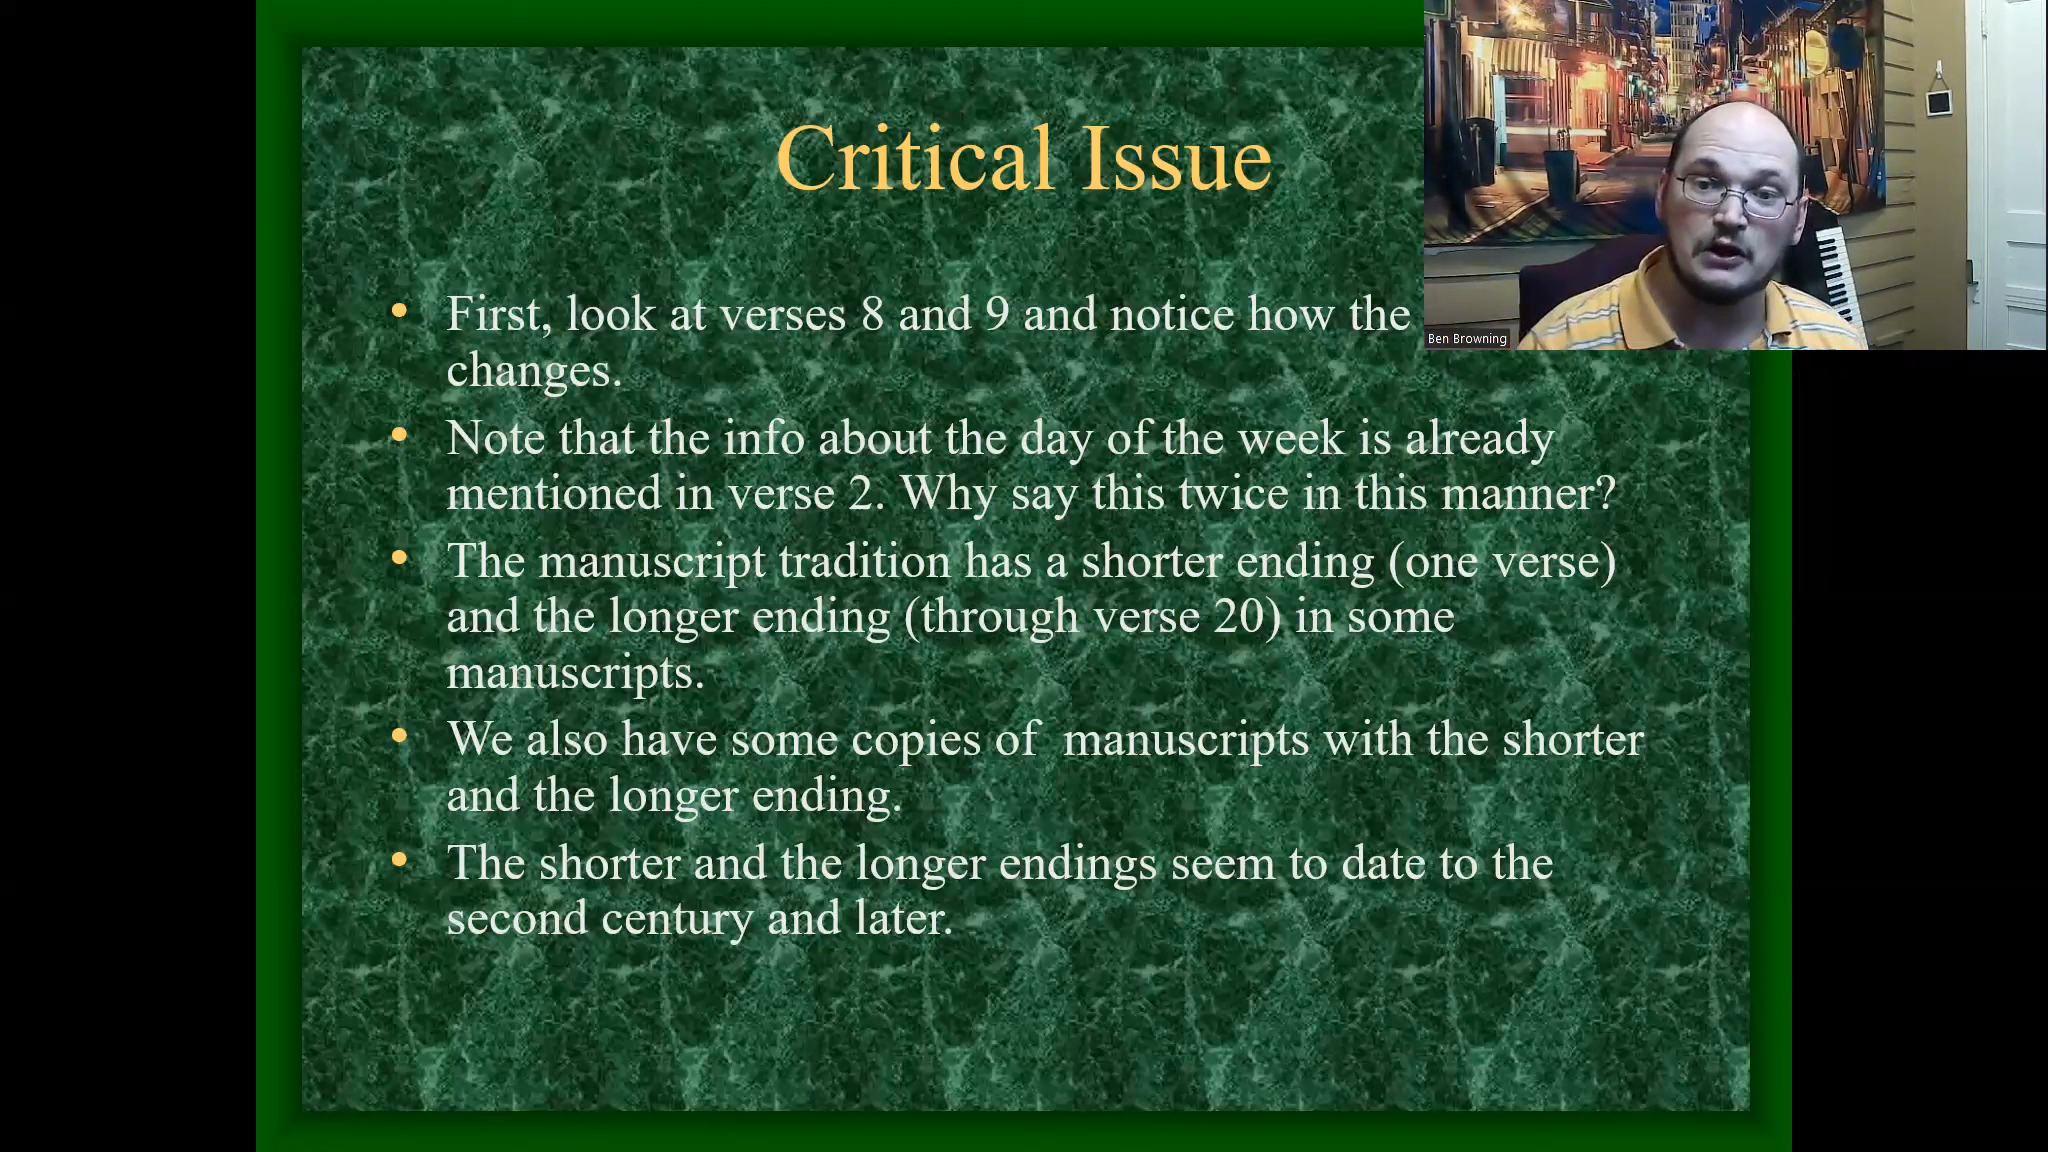 Critical Issue
First, look at verses 8 and 9 and notice how the
changes.
Note that the info about the day of the week is already
mentioned in verse 2. Why say this twice in this manner?
The manuscript tradition has a shorter ending (one verse)
and the longer ending (through verse 20) in some
manuscripts.
We also have some copies of  manuscripts with the shorter
and the longer ending.
The shorter and the longer endings seem to date to the
second century and later.
Ben Browning